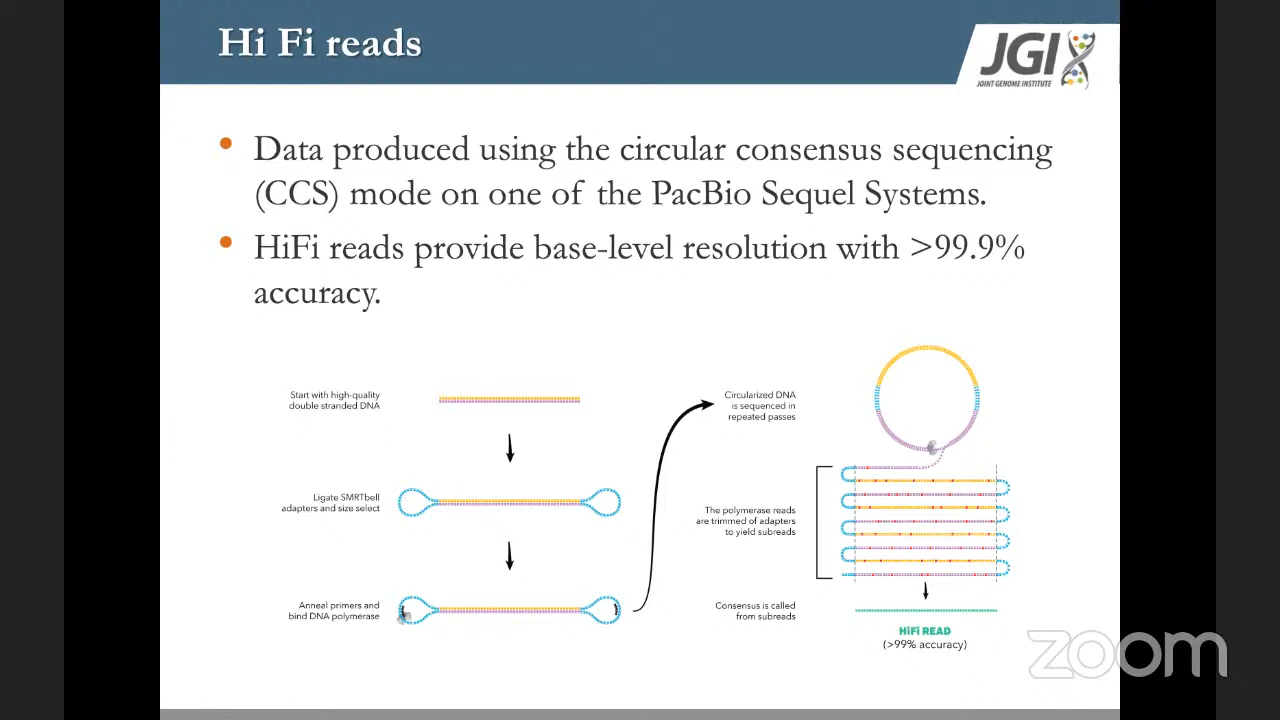 Hi Fi reads
JGI
JOINT GENOME INSTITUTE
• Data produced using the circular consensus sequencing
(CCS) mode on one of the PacBio Sequel Systems.
• HiFi reads provide base-level resolution with >99.9%
accuracy.
Start with high-quality
double stranded DNA
Ligate SMRTbell
adapters and size select
Anneal primers and
bind DNA polymerase
Circularized DNA
is sequenced in
repeated passes
The polymerase reads
are trimmed of adapters
to yield subreads
Consensus is called
from subreads
HiFi READ
(>99% accuracy)
zoom